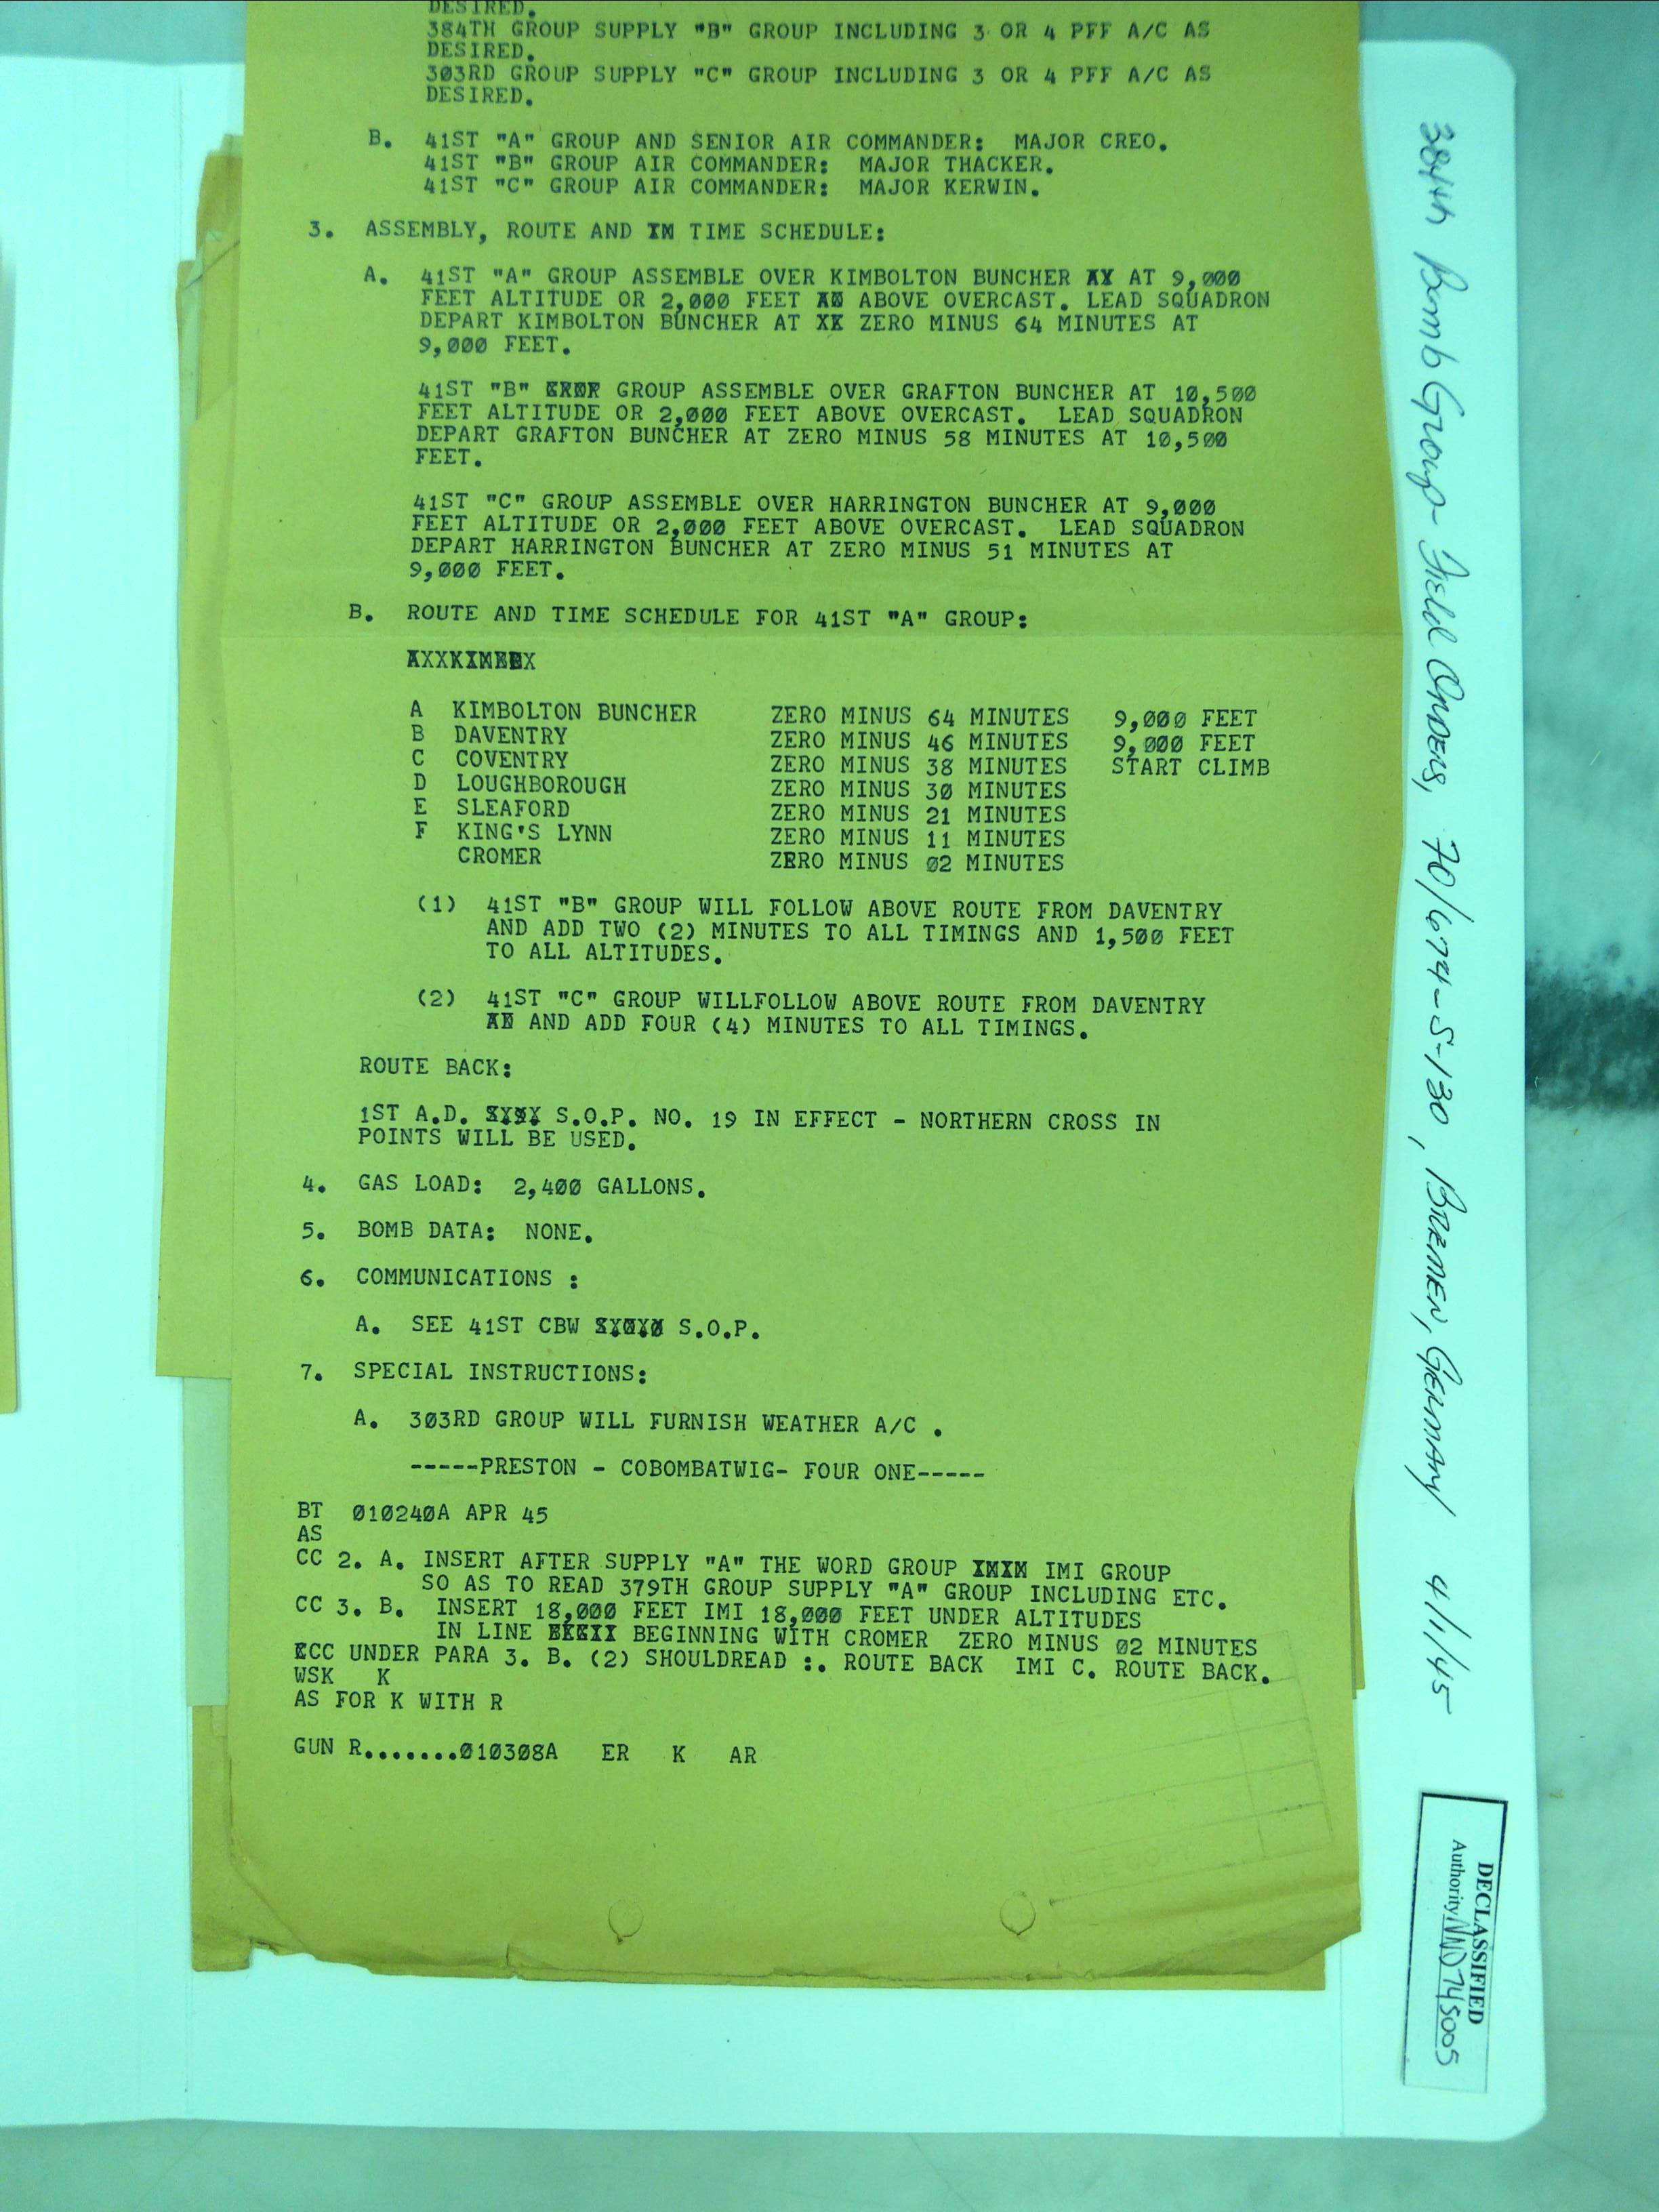 DESIRED.
384TH GROUP SUPPLY "B" GROUP INCLUDING 3 OR 4 PFF A/C AS
DESIRED.
303RD GROUP SUPPLY "C" GROUP INCLUDING 3 OR 4 PFF A/C AS
DESIRED.
B. 41ST "A" GROUP AND SENIOR AIR COMMANDER: MAJOR CREO.
41ST "B" GROUP AIR COMMANDER: MAJOR THACKER.
41ST "C" GROUP AIR COMMANDER: MAJOR KERWIN.
3. ASSEMBLY, ROUTE AND TIME SCHEDULE:
A. 41ST "A" GROUP ASSEMBLE OVER KIMBOLTON BUNCHER AT 9,000
FEET ALTITUDE OR 2,000 FEET ABOVE OVERCAST. LEAD SQUADRON
DEPART KIMBOLTON BUNCHER AT ZERO MINUS 64 MINUTES AT
9,000 FEET.
41ST "B" GROUP ASSEMBLE OVER GRAFTON BUNCHER AT 10,500
FEET ALTITUDE OR 2,000 FEET ABOVE OVERCAST. LEAD SQUADRON
DEPART GRAFTON BUNCHER AT ZERO MINUS 58 MINUTES AT 10,500
FEET.
41ST "C" GROUP ASSEMBLE OVER HARRINGTON BUNCHER AT 9,000
FEET ALTITUDE OR 2,000 FEET ABOVE OVERCAST. LEAD SQUADRON
DEPART HARRINGTON BUNCHER AT ZERO MINUS 51 MINUTES AT
9,000 FEET.
B. ROUTE AND TIME SCHEDULE FOR 41ST "A" GROUP:
A KIMBOLTON BUNCHER ZERO MINUS 64 MINUTES 9,000 FEET
B DAVENTRY ZERO MINUS 46 MINUTES 9,000 FEET
C COVENTRY ZERO MINUS 38 MINUTES START CLIMB
D LOUGHBOROUGH ZERO MINUS 30 MINUTES
E SLEAFORD ZERO MINUS 21 MINUTES
F KING'S LYNN ZERO MINUS 11 MINUTES
CROMER ZERO MINUS 02 MINUTES
(1) 41ST "B" GROUP WILL FOLLOW ABOVE ROUTE FROM DAVENTRY
AND ADD TWO (2) MINUTES TO ALL TIMINGS AND 1,500 FEET
TO ALL ALTITUDES.
(2) 41ST "C" GROUP WILLFOLLOW ABOVE ROUTE FROM DAVENTRY
AND ADD FOUR (4) MINUTES TO ALL TIMINGS.
ROUTE BACK:
1ST A.D. S.O.P. NO. 19 IN EFFECT - NORTHERN CROSS IN
POINTS WILL BE USED.
4. GAS LOAD: 2,400 GALLONS.
5. BOMB DATA: NONE.
6. COMMUNICATIONS :
A. SEE 41ST CBW S.O.P.
7. SPECIAL INSTRUCTIONS:
A. 303RD GROUP WILL FURNISH WEATHER A/C .
-----PRESTON - COBOMBATWIG- FOUR ONE-----
BT 010240A APR 45
AS
CC 2. A. INSERT AFTER SUPPLY "A" THE WORD GROUP IMI GROUP
SO AS TO READ 379TH GROUP SUPPLY "A" GROUP INCLUDING ETC.
CC 3. B. INSERT 18,000 FEET IMI 18,000 FEET UNDER ALTITUDES
IN LINE BEGINNING WITH CROMER ZERO MINUS 02 MINUTES
CC UNDER PARA 3. B. (2) SHOULDREAD :. ROUTE BACK IMI C. ROUTE BACK.
WSK K
AS FOR K WITH R
GUN R.......010308A ER K AR
384th Bomb Group - Field Orders, 70/674-S-130, Bremen, Germany 4/1/45
DECLASSIFIED
Authority NND745005